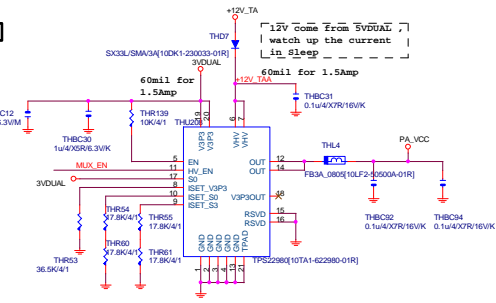 +12V_TA
]
THD7
12V come from 5VDUAL ,
watch up the current
in Sleep
SX33L/SMA/3A[10DK1-230033-01R]
3VDUAL
60mil for
1.5Amp
60mil for 1.5Amp
+12V_TAA
THBC31
0.1u/4/X7R/16V/K
C12
6.3V/M
THBC30
1u/4/X5R/6.3V/K
THR139
10K/4/1
V3P3
V3P3
VHV
VHV
19
20
6
7
MUX_EN
3VDUAL
5
11
17
8
10
9
EN
HV_EN
S0
ISET_V3P3
ISET_S0
ISET_S3
OUT
OUT
V3P3OUT
RSVD
RSVD
12
14
18
15
16
THL4
FB3A_0805[10LF2-50500A-01R]
PA_VCC
THBC92
0.1u/4/X7R/16V/K
THBC94
0.1u/4/X7R/16V/K
THR54
17.8K/4/1
THR55
17.8K/4/1
THR60
17.8K/4/1
THR61
17.8K/4/1
THR53
36.5K/4/1
GND
GND
GND
GND
GND
TPAD
1
2
3
4
13
21
TPS22980[10TA1-622980-01R]